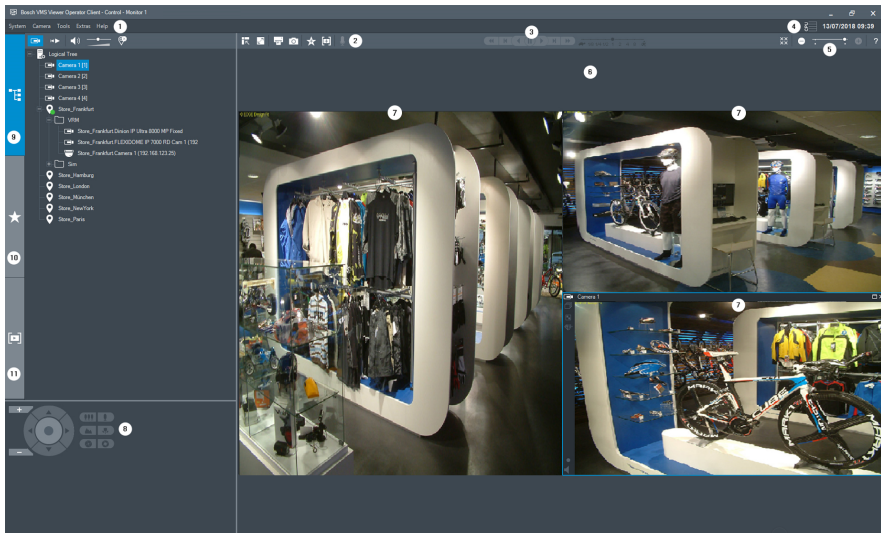 Bosch VMS Viewer Operator Client - Control - Monitor 1
System Camera Tools Extras Help 1
4 13/07/2018 09:39
2
3
5
?
6
Logical Tree
Camera 1 [1]
Camera 2 [2]
Camera 3 [3]
Camera 4 [4]
Store_Frankfurt
VRM
Store_Frankfurt.Dinion IP Ultra 8000 MP Fixed
Store_Frankfurt.FLEXIDOME IP 7000 RD Cam 1 (192
Store_Frankfurt Camera 1 (192.168.123.25)
Sim
Store_Hamburg
Store_London
Store_München
Store_NewYork
Store_Paris
9
10
11
8
7
7
Camera 1
7
CUBE